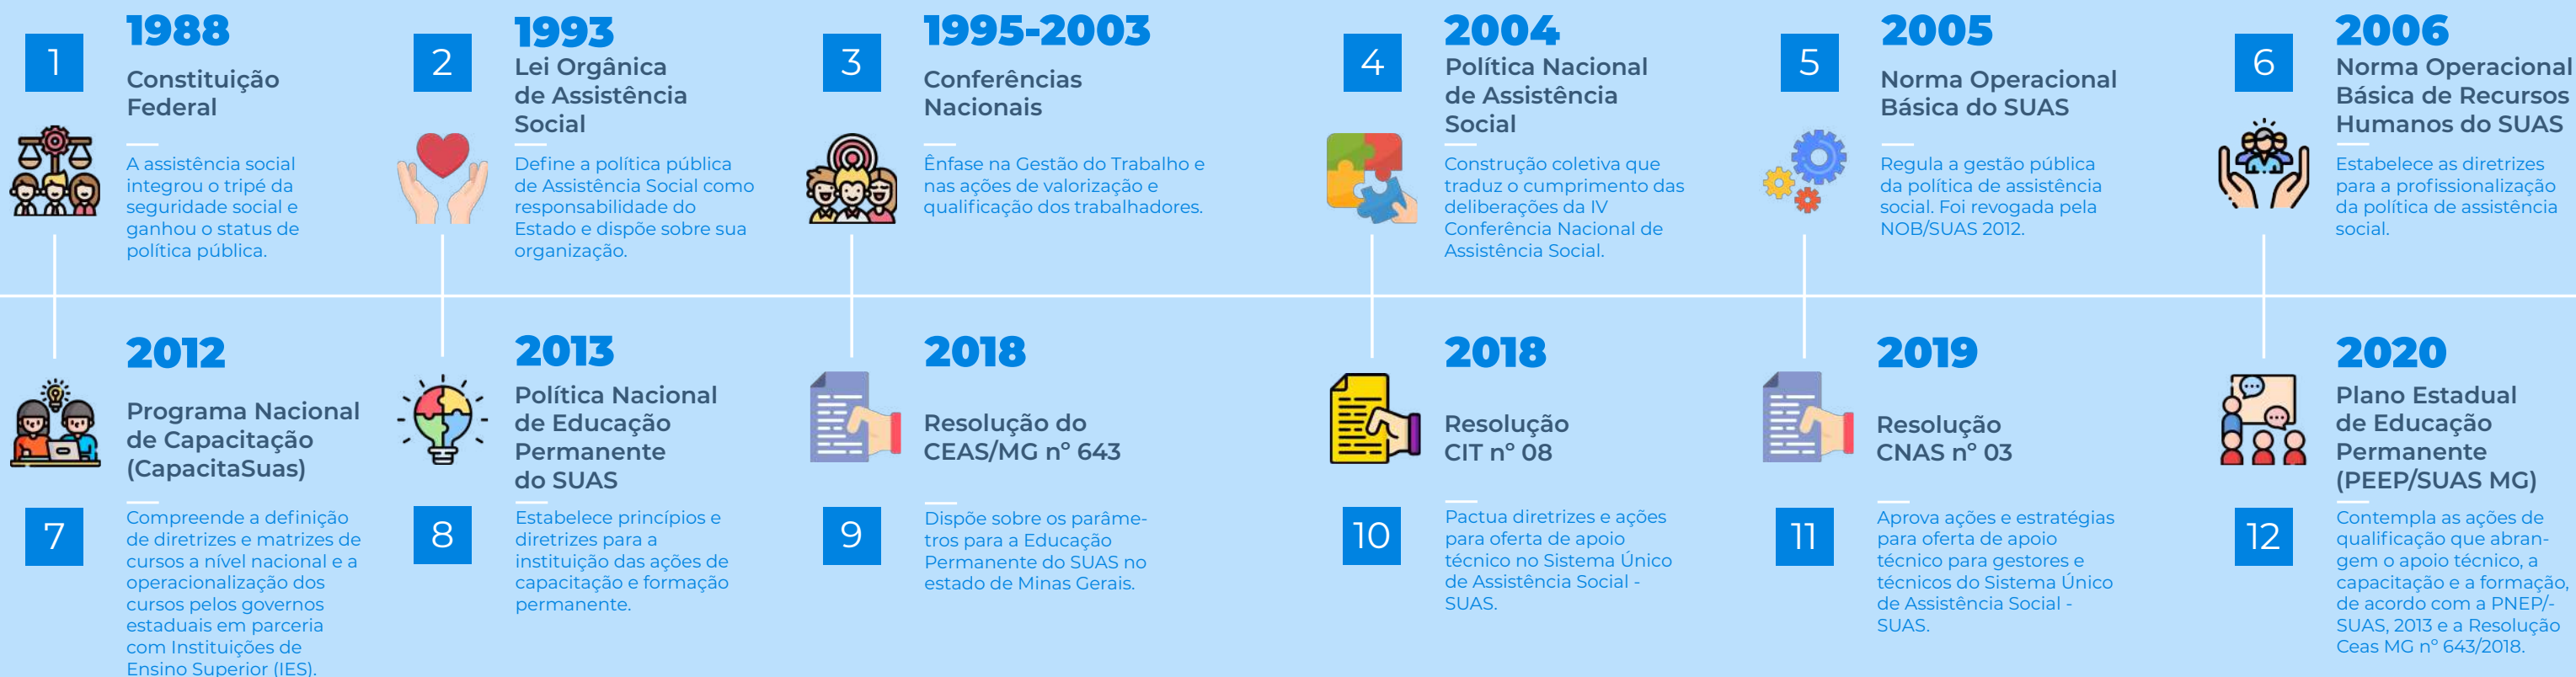 1
1988
Constituição
Federal
A assistência social
integrou o tripé da
seguridade social e
ganhou o status de
política pública.
2
1993
Lei Orgânica
de Assistência
Social
Define a política pública
de Assistência Social como
responsabilidade do
Estado e dispõe sobre sua
organização.
3
1995-2003
Conferências
Nacionais
Ênfase na Gestão do Trabalho e
nas ações de valorização e
qualificação dos trabalhadores.
4
2004
Política Nacional
de Assistência
Social
Construção coletiva que
traduz o cumprimento das
deliberações da IV
Conferência Nacional de
Assistência Social.
5
2005
Norma Operacional
Básica do SUAS
Regula a gestão pública
da política de assistência
social. Foi revogada pela
NOB/SUAS 2012.
6
2006
Norma Operacional
Básica de Recursos
Humanos do SUAS
Estabelece as diretrizes
para a profissionalização
da política de assistência
social.
2012
Programa Nacional
de Capacitação
(CapacitaSuas)
7
Compreende a definição
de diretrizes e matrizes de
cursos a nível nacional e a
operacionalização dos
cursos pelos governos
estaduais em parceria
com Instituições de
Ensino Superior (IES).
2013
Política Nacional
de Educação
Permanente
do SUAS
8
Estabelece princípios e
diretrizes para a
instituição das ações de
capacitação e formação
permanente.
2018
Resolução do
CEAS/MG nº 643
9
Dispõe sobre os parâme-
tros para a Educação
Permanente do SUAS no
estado de Minas Gerais.
2018
Resolução
CIT nº 08
10
Pactua diretrizes e ações
para oferta de apoio
técnico no Sistema Único
de Assistência Social -
SUAS.
2019
Resolução
CNAS nº 03
11
Aprova ações e estratégias
para oferta de apoio
técnico para gestores e
técnicos do Sistema Único
de Assistência Social -
SUAS.
2020
Plano Estadual
de Educação
Permanente
(PEEP/SUAS MG)
12
Contempla as ações de
qualificação que abran-
gem o apoio técnico, a
capacitação e a formação,
de acordo com a PNEP/-
SUAS, 2013 e a Resolução
Ceas MG nº 643/2018.